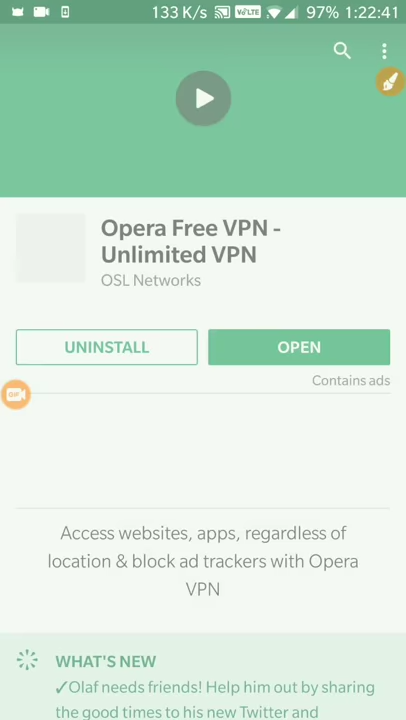 133 K/s VoLTE 97% 1:22:41
Opera Free VPN -
Unlimited VPN
OSL Networks
UNINSTALL OPEN
Contains ads
GIF
Access websites, apps, regardless of
location & block ad trackers with Opera
VPN
WHAT'S NEW
✓Olaf needs friends! Help him out by sharing
the good times to his new Twitter and